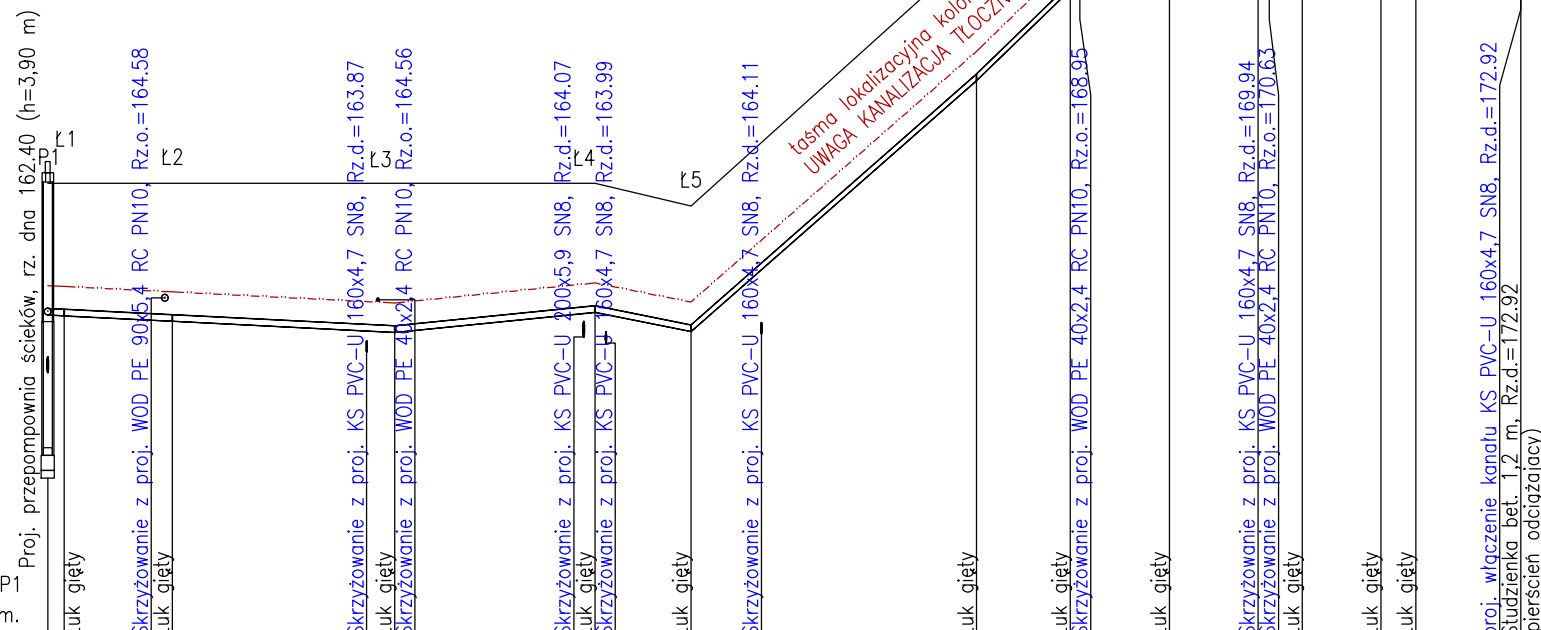 Proj. przepompownia ścieków, rz. dna 162.40 (h=3,90 m)
P1
m.
P1
Ł1
Łuk gięty
Skrzyżowanie z proj. WOD PE 90x5,4 RC PN10, Rz.o.=164.58
Ł2
Łuk gięty
Skrzyżowanie z proj. KS PVC-U 160x4,7 SN8, Rz.d.=163.87
Ł3
Łuk gięty
Skrzyżowanie z proj. WOD PE 40x2,4 RC PN10, Rz.o.=164.56
Skrzyżowanie z proj. KS PVC-U 200x5,9 SN8, Rz.d.=164.07
Ł4
Łuk gięty
Skrzyżowanie z proj. KS PVC-U 160x4,7 SN8, Rz.d.=163.99
Ł5
Łuk gięty
Skrzyżowanie z proj. KS PVC-U 160x4,7 SN8, Rz.d.=164.11
taśma lokalizacyjna
UWAGA KANALIZACJA
Łuk gięty
Łuk gięty
Skrzyżowanie z proj. WOD PE 40x2,4 RC PN10, Rz.o.=168.95
Łuk gięty
Skrzyżowanie z proj. KS PVC-U 160x4,7 SN8, Rz.d.=169.94
Skrzyżowanie z proj. WOD PE 40x2,4 RC PN10, Rz.o.=170.63
Łuk gięty
Łuk gięty
Łuk gięty
proj. włączenie kanału KS PVC-U 160x4,7 SN8, Rz.d.=172.92
studzienka bet. 1,2 m, Rz.d.=172.92
pierścień odciążający)